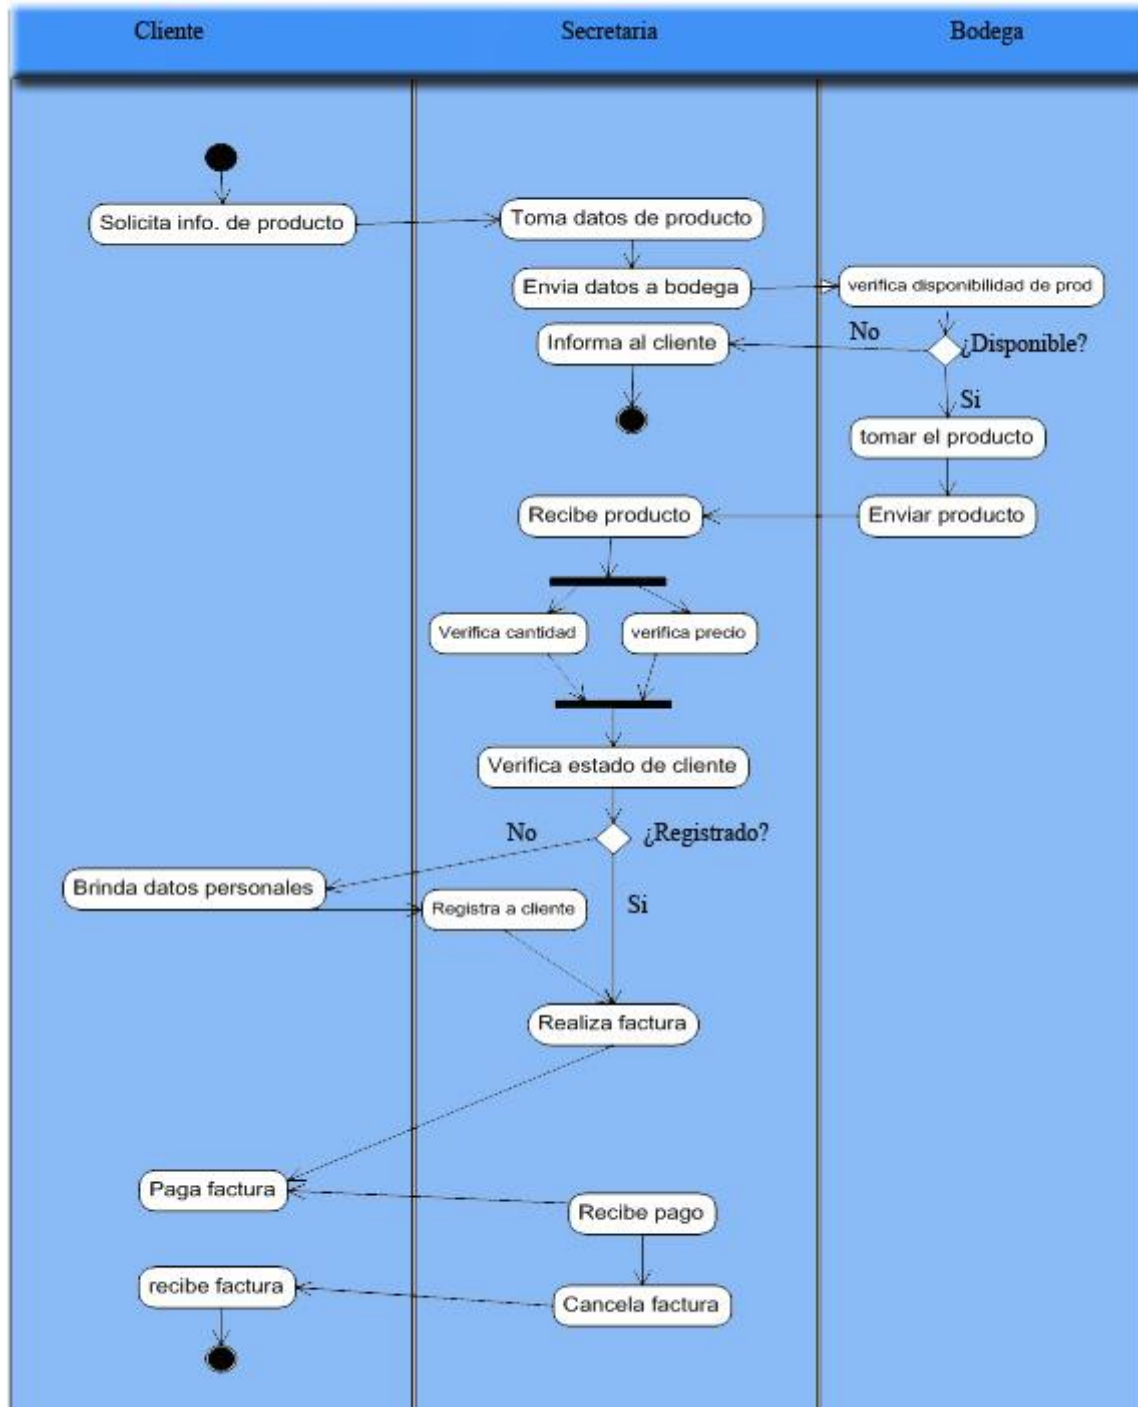 Cliente
Secretaria
Bodega
Solicita info. de producto
Toma datos de producto
Envia datos a bodega
verifica disponibilidad de prod
Informa al cliente
No
¿Disponible?
Si
tomar el producto
Recibe producto
Enviar producto
Verifica cantidad
verifica precio
Verifica estado de cliente
No
¿Registrado?
Brinda datos personales
Registra a cliente
Si
Realiza factura
Paga factura
Recibe pago
recibe factura
Cancela factura